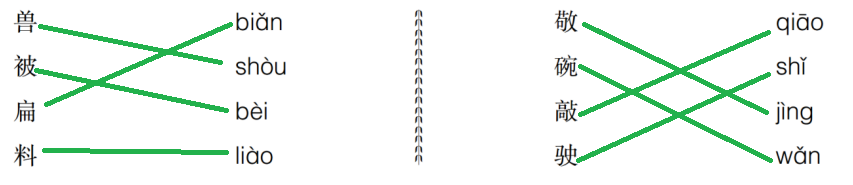 兽 biǎn 敬 qiāo
被 shòu 碗 shǐ
扁 bèi 敲 jìng
料 liào 驶 wǎn